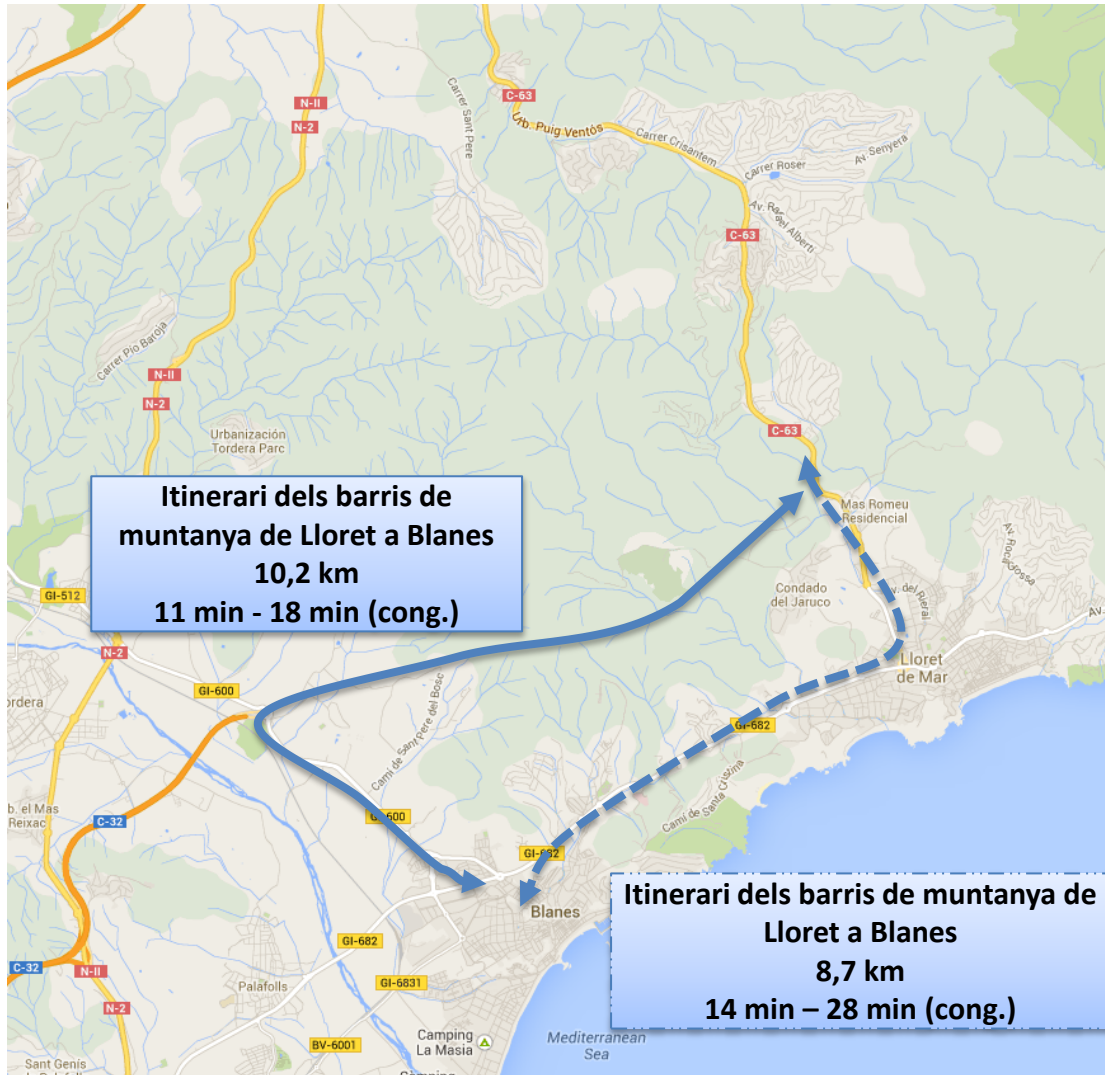 C-63
N-II
N-2
Urb. Puig Ventós
Carrer Sant Pere
Carrer Crisantem
Av. Senyera
Carrer Roser
Av. Rafael Alberti
C-63
Carrer Pío Baroja
N-II
N-2
C-63
Urbanización
Tordera Parc
Itinerari dels barris de
muntanya de Lloret a Blanes
10,2 km
11 min - 18 min (cong.)
Mas Romeu
Residencial
Condado
del Jaruco
Av. del Rieral
Av.
GI-512
N-2
Lloret
de Mar
GI-600
ordera
Camí de Sant Pere del Bosc
GI-682
Camí de Santa Cristina
b. el Mas
Reixac
C-32
GI-600
GI-682
Blanes
Itinerari dels barris de muntanya de
Lloret a Blanes
8,7 km
14 min – 28 min (cong.)
GI-682
C-32
N-II
GI-6831
Palafolls
N-2
Camping
La Masia
BV-6001
Mediterranean
Sea
Sant Genís